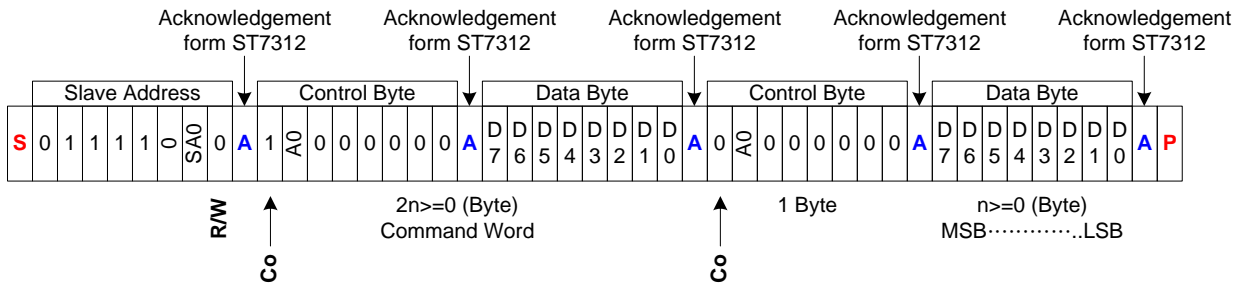 Acknowledgement form ST7312 Acknowledgement form ST7312 Acknowledgement form ST7312 Acknowledgement form ST7312 Acknowledgement form ST7312
Slave Address Control Byte Data Byte Control Byte Data Byte
S 0 1 1 1 1 0 SA0 0 A 1 A0 0 0 0 0 0 0 A D7 D6 D5 D4 D3 D2 D1 D0 A 0 A0 0 0 0 0 0 0 A D7 D6 D5 D4 D3 D2 D1 D0 A P
R/W
Co
2n>=0 (Byte)
Command Word
Co
1 Byte
n>=0 (Byte)
MSB············..LSB